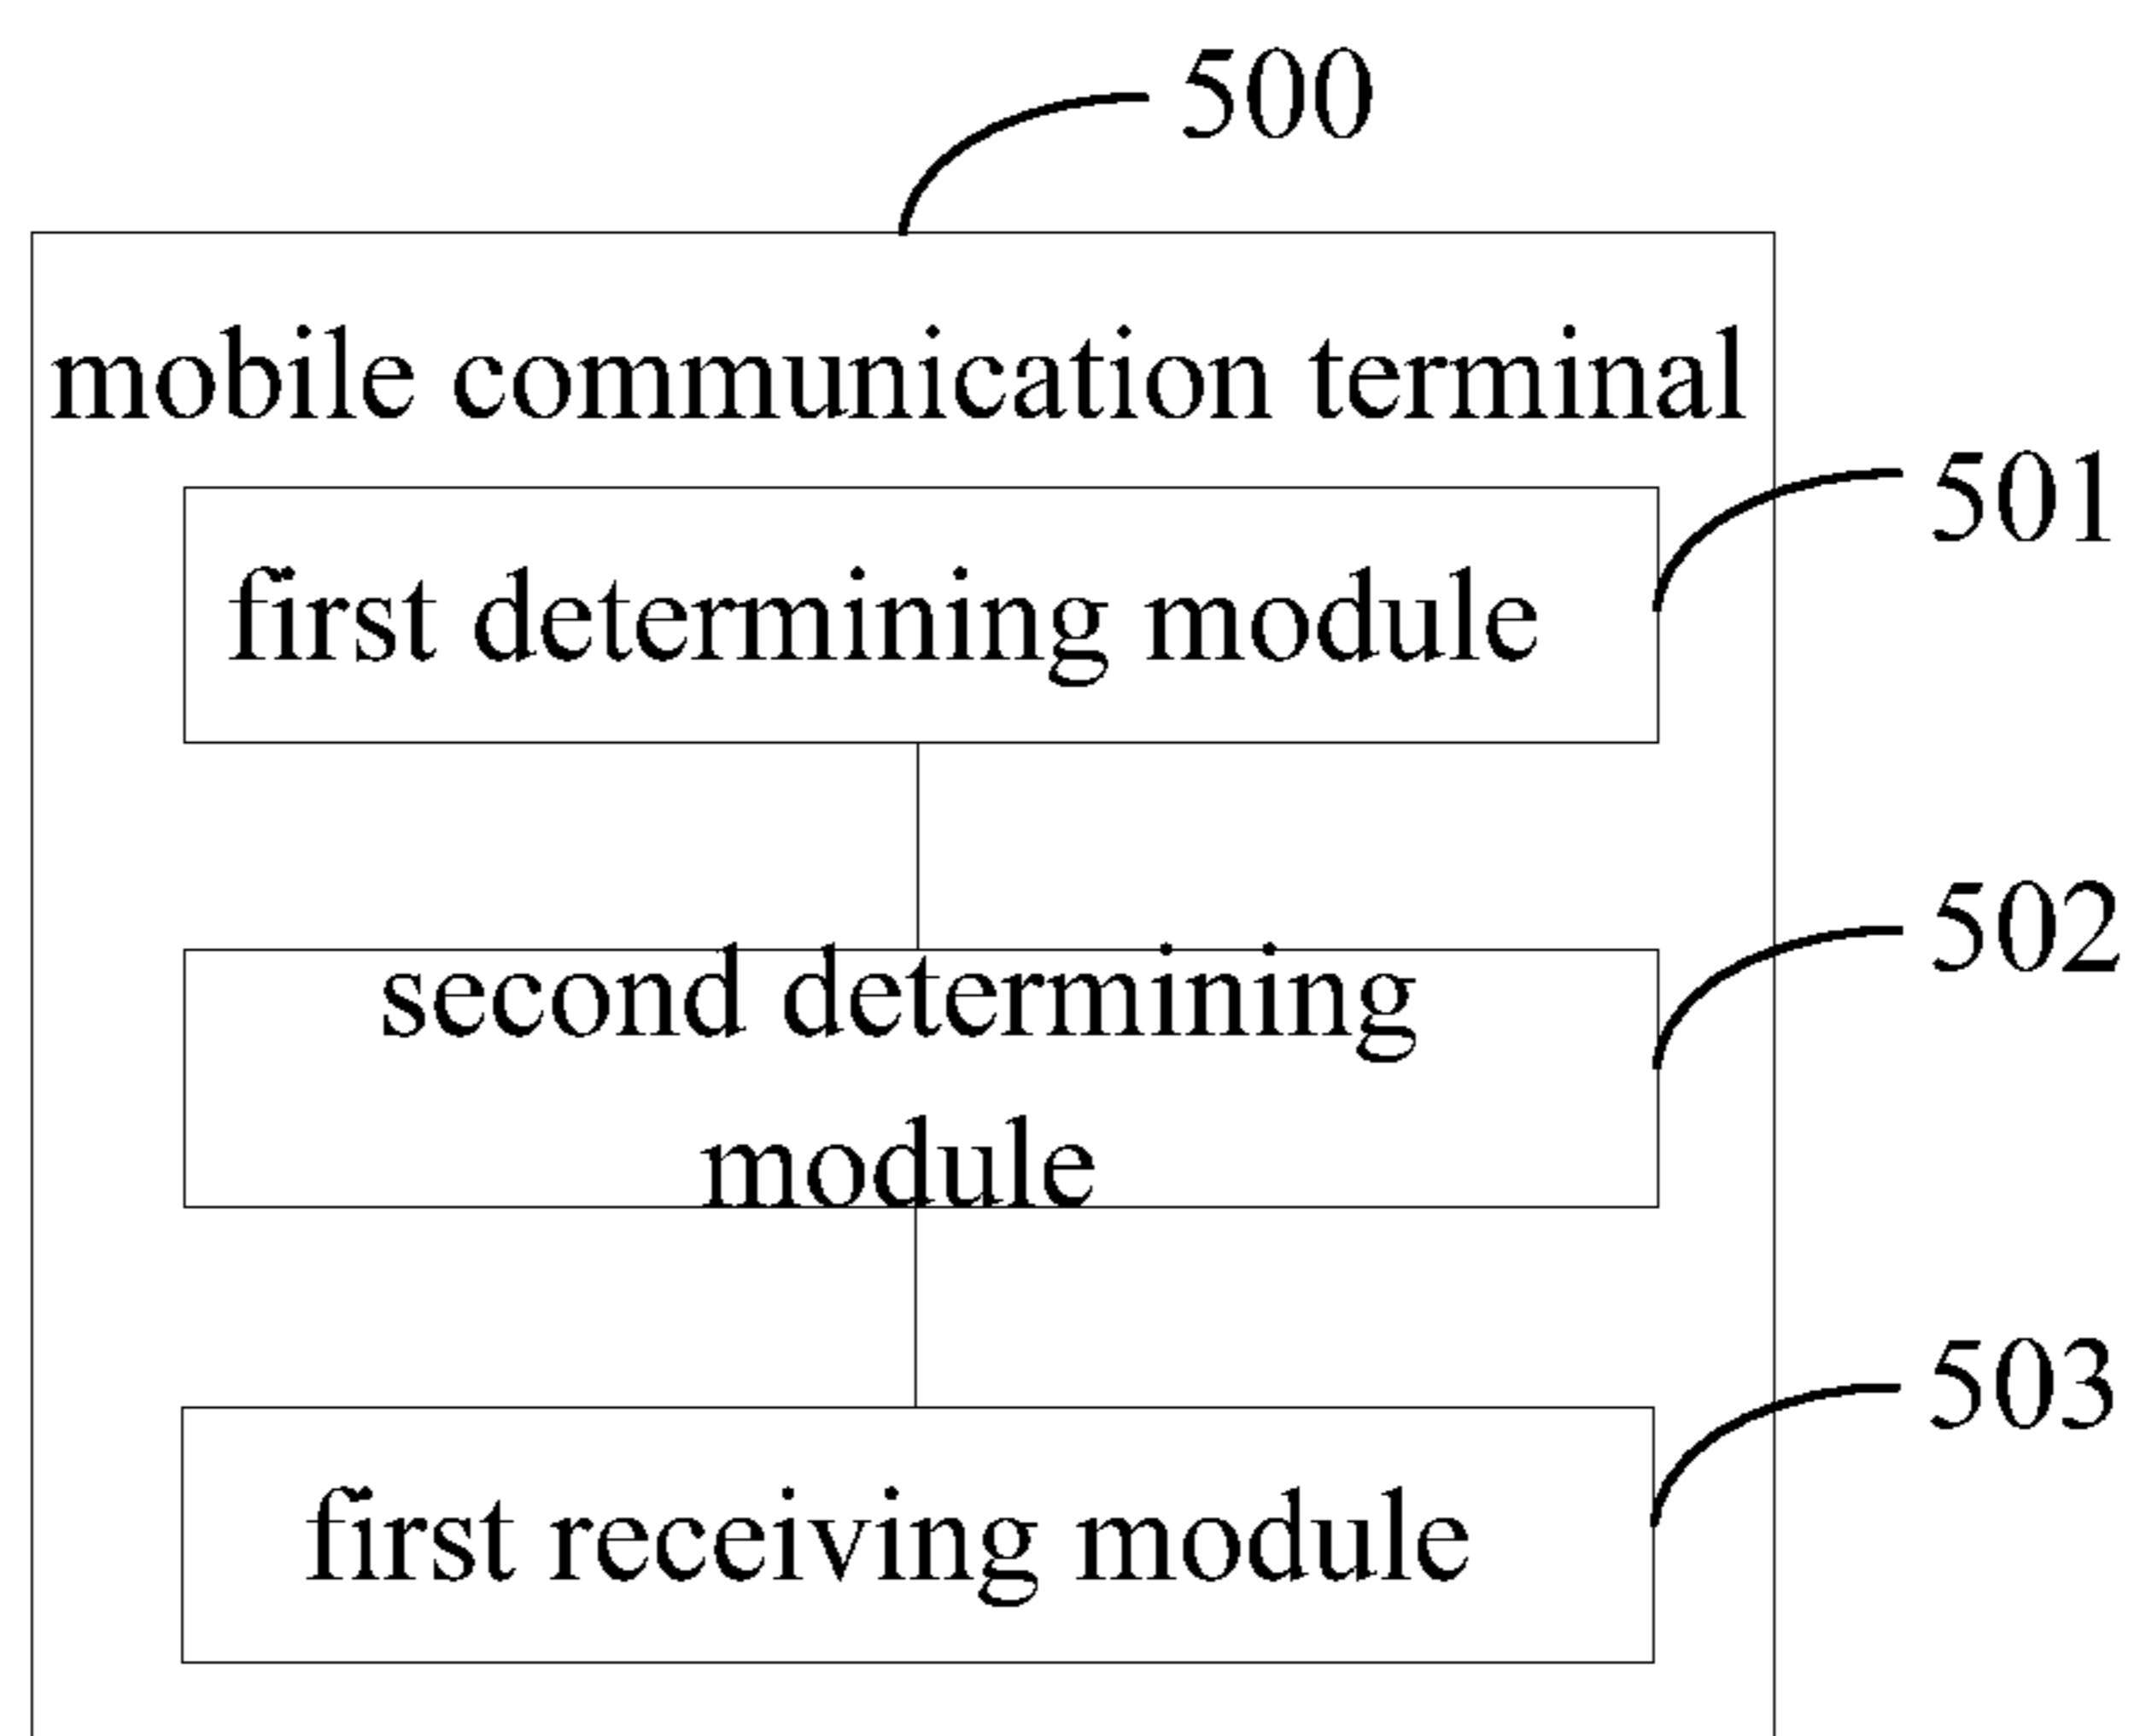 500
mobile communication terminal
501
first determining module
502
second determining
module
503
first receiving module